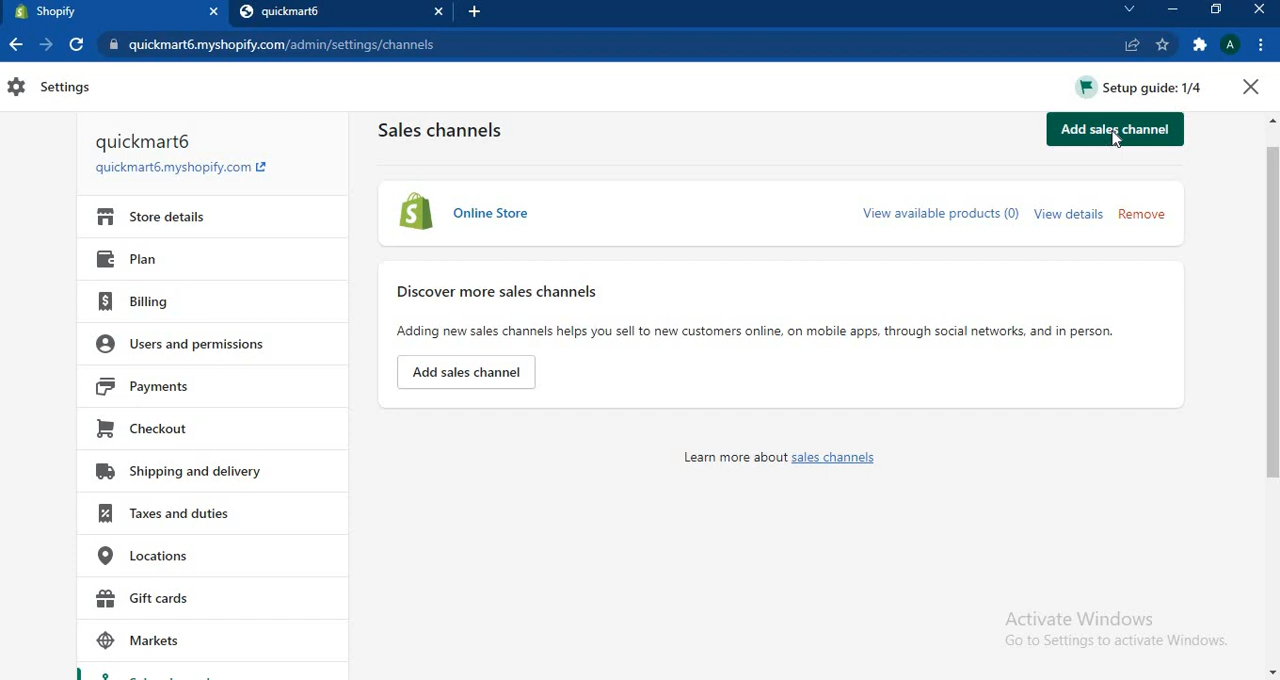 Shopify
quickmart6
quickmart6.myshopify.com/admin/settings/channels
A
Settings
Setup guide: 1/4
quickmart6
quickmart6.myshopify.com
Store details
Plan
Billing
Users and permissions
Payments
Checkout
Shipping and delivery
Taxes and duties
Locations
Gift cards
Markets
Sales channels
Add sales channel
Online Store
View available products (0) View details Remove
Discover more sales channels
Adding new sales channels helps you sell to new customers online, on mobile apps, through social networks, and in person.
Add sales channel
Learn more about sales channels
Activate Windows
Go to Settings to activate Windows.